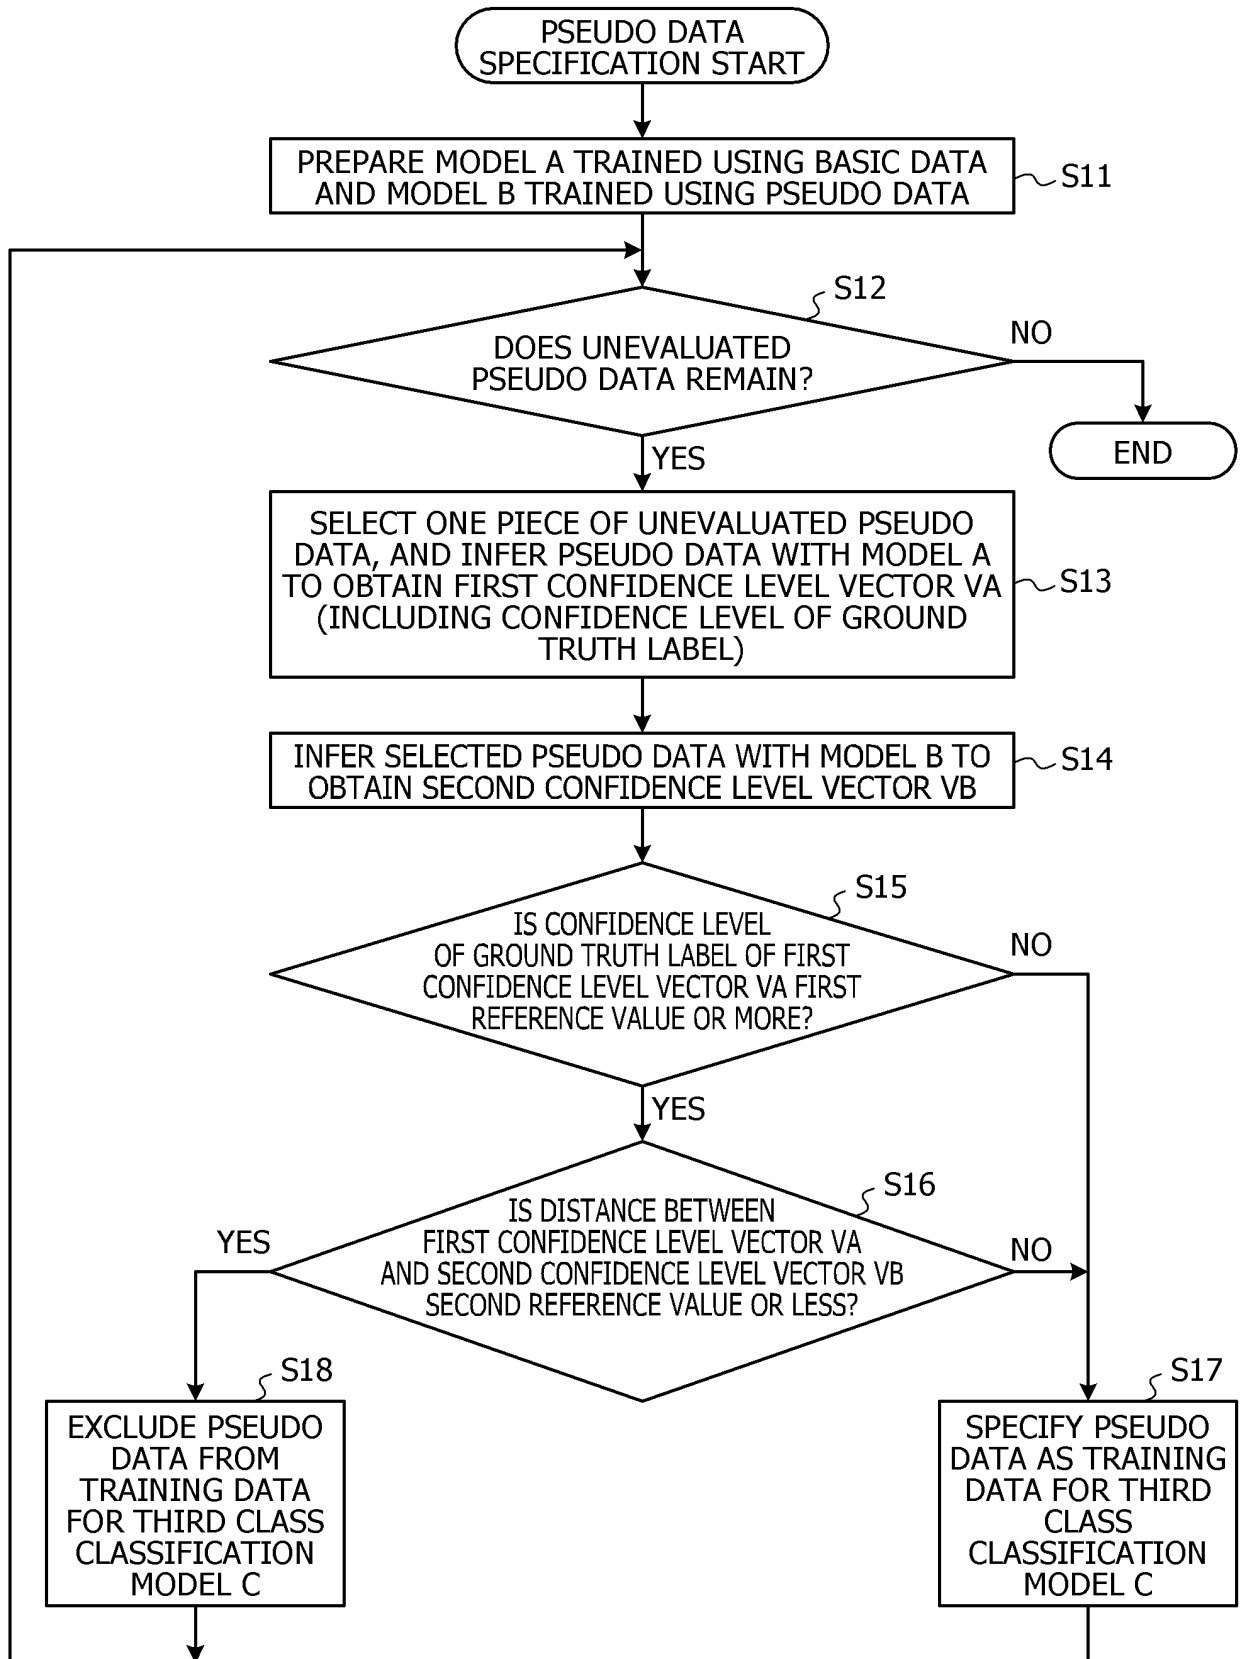 PSEUDO DATA
SPECIFICATION START
PREPARE MODEL A TRAINED USING BASIC DATA
AND MODEL B TRAINED USING PSEUDO DATA
S11
S12
DOES UNEVALUATED
PSEUDO DATA REMAIN?
NO
END
YES
SELECT ONE PIECE OF UNEVALUATED PSEUDO
DATA, AND INFER PSEUDO DATA WITH MODEL A
TO OBTAIN FIRST CONFIDENCE LEVEL VECTOR VA
(INCLUDING CONFIDENCE LEVEL OF GROUND
TRUTH LABEL)
S13
INFER SELECTED PSEUDO DATA WITH MODEL B TO
OBTAIN SECOND CONFIDENCE LEVEL VECTOR VB
S14
S15
IS CONFIDENCE LEVEL
OF GROUND TRUTH LABEL OF FIRST
CONFIDENCE LEVEL VECTOR VA FIRST
REFERENCE VALUE OR MORE?
NO
YES
S16
IS DISTANCE BETWEEN
FIRST CONFIDENCE LEVEL VECTOR VA
AND SECOND CONFIDENCE LEVEL VECTOR VB
SECOND REFERENCE VALUE OR LESS?
YES
NO
S18
EXCLUDE PSEUDO
DATA FROM
TRAINING DATA
FOR THIRD CLASS
CLASSIFICATION
MODEL C
S17
SPECIFY PSEUDO
DATA AS TRAINING
DATA FOR THIRD
CLASS
CLASSIFICATION
MODEL C